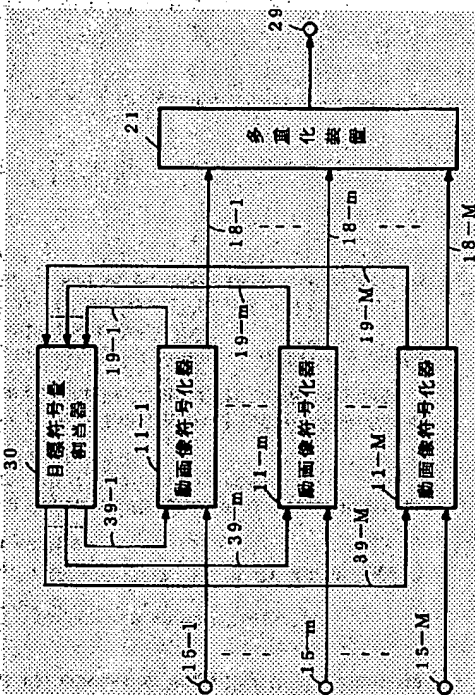 30
目標符号量
割当器
39-1
39-m
39-M
19-1
19-m
19-M
15-1
11-1
動画像符号化器
18-1
15-m
11-m
動画像符号化器
18-m
15-M
11-M
動画像符号化器
18-M
21
多重化装置
29